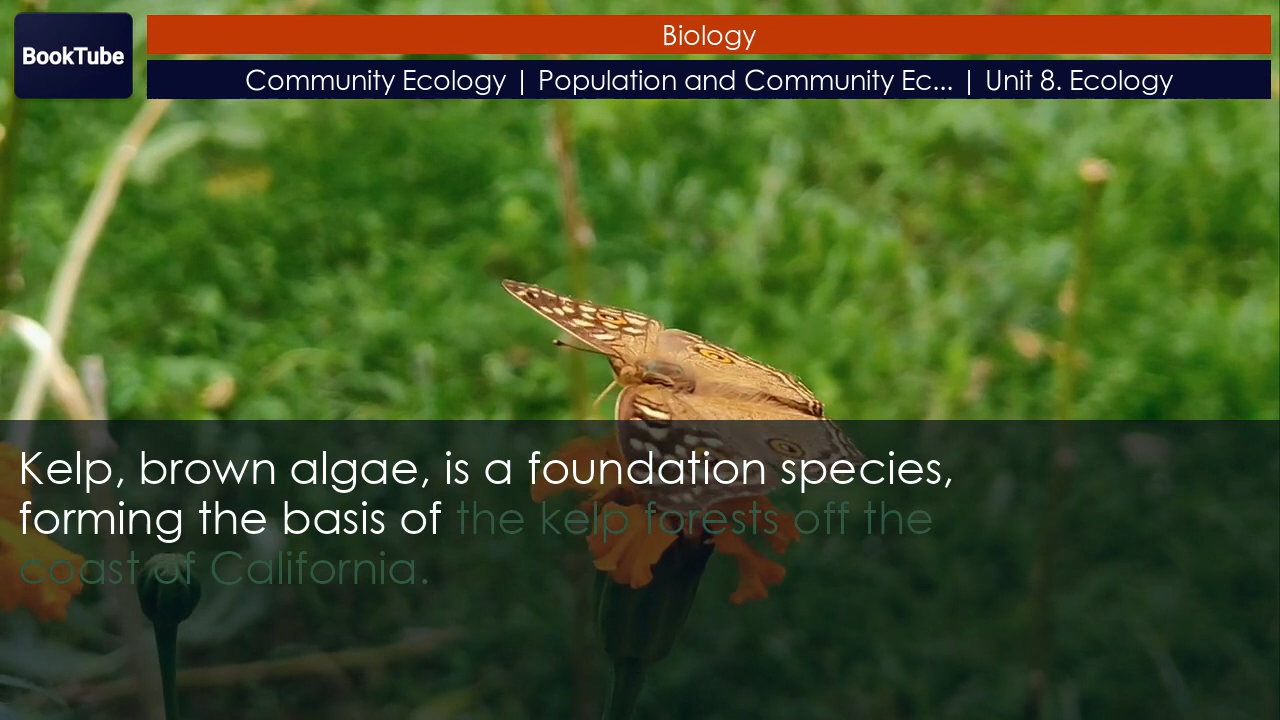 BookTube
Biology
Community Ecology | Population and Community Ec... | Unit 8. Ecology
Kelp, brown algae, is a foundation species,
forming the basis of the kelp forests off the
coast of California.